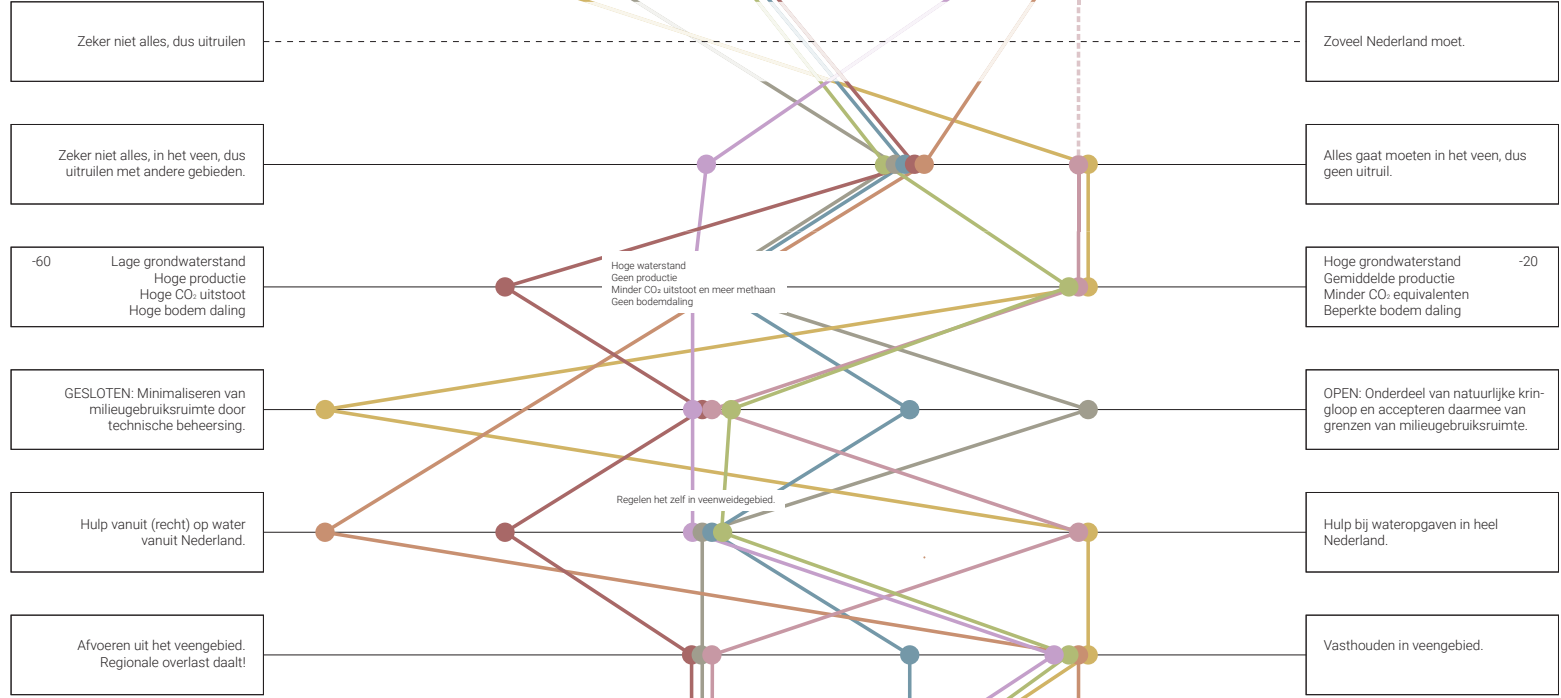 Zeker niet alles, dus uitruilen
Zoveel Nederland moet.
Zeker niet alles, in het veen, dus
uitruilen met andere gebieden.
Alles gaat moeten in het veen, dus
geen uitruil.
-60 Lage grondwaterstand
Hoge productie
Hoge CO₂ uitstoot
Hoge bodem daling
Hoge waterstand
Geen productie
Minder CO₂ uitstoot en meer methaan
Geen bodemdaling
Hoge grondwaterstand -20
Gemiddelde productie
Minder CO₂ equivalenten
Beperkte bodem daling
GESLOTEN: Minimaliseren van
milieugebruiksruimte door
technische beheersing.
OPEN: Onderdeel van natuurlijke krin-
gloop en accepteren daarmee van
grenzen van milieugebruiksruimte.
Regelen het zelf in veenweidegebied.
Hulp vanuit (recht) op water
vanuit Nederland.
Hulp bij wateropgaven in heel
Nederland.
Afvoeren uit het veengebied.
Regionale overlast daalt!
Vasthouden in veengebied.